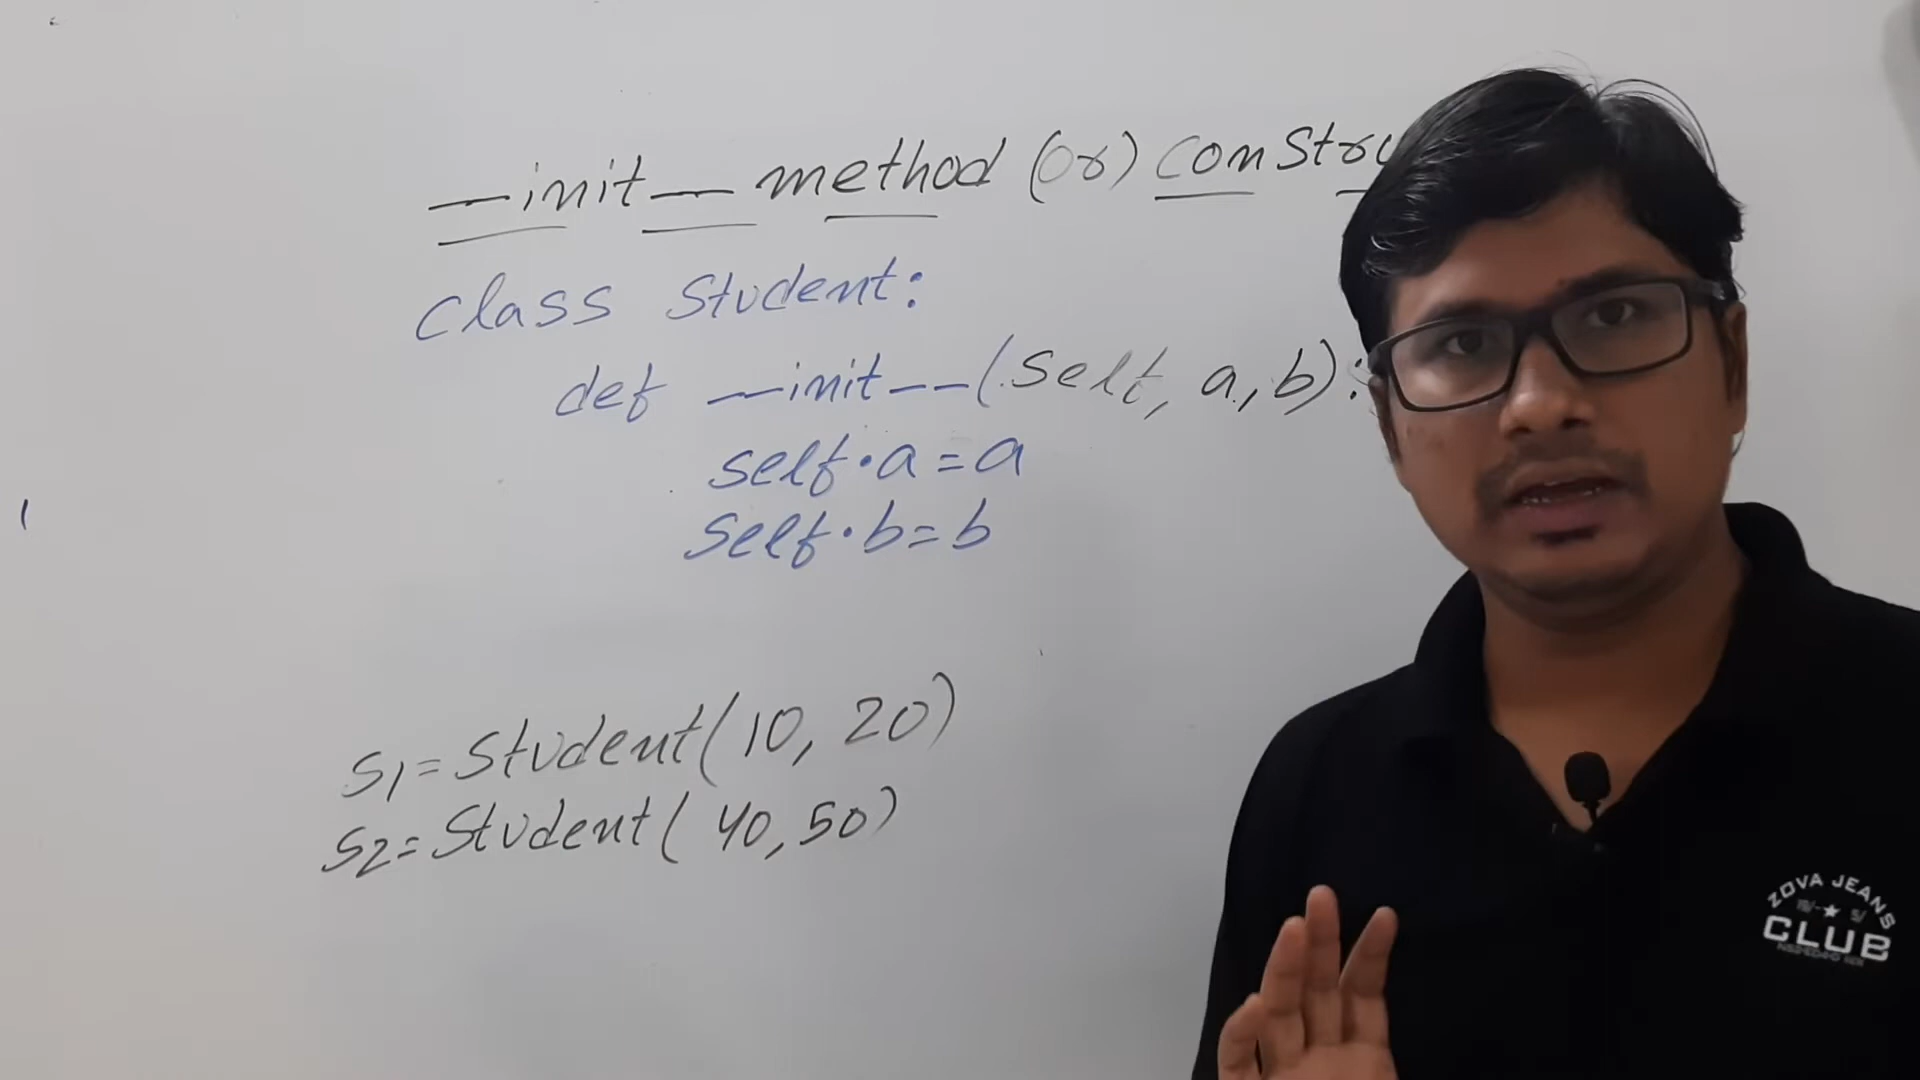 __init__ method (or) constru
class Student:
def __init__(self, a, b):
self.a=a
self.b=b
S1=Student(10, 20)
S2=Student(40,50)
ZOVA JEANS
CLUB